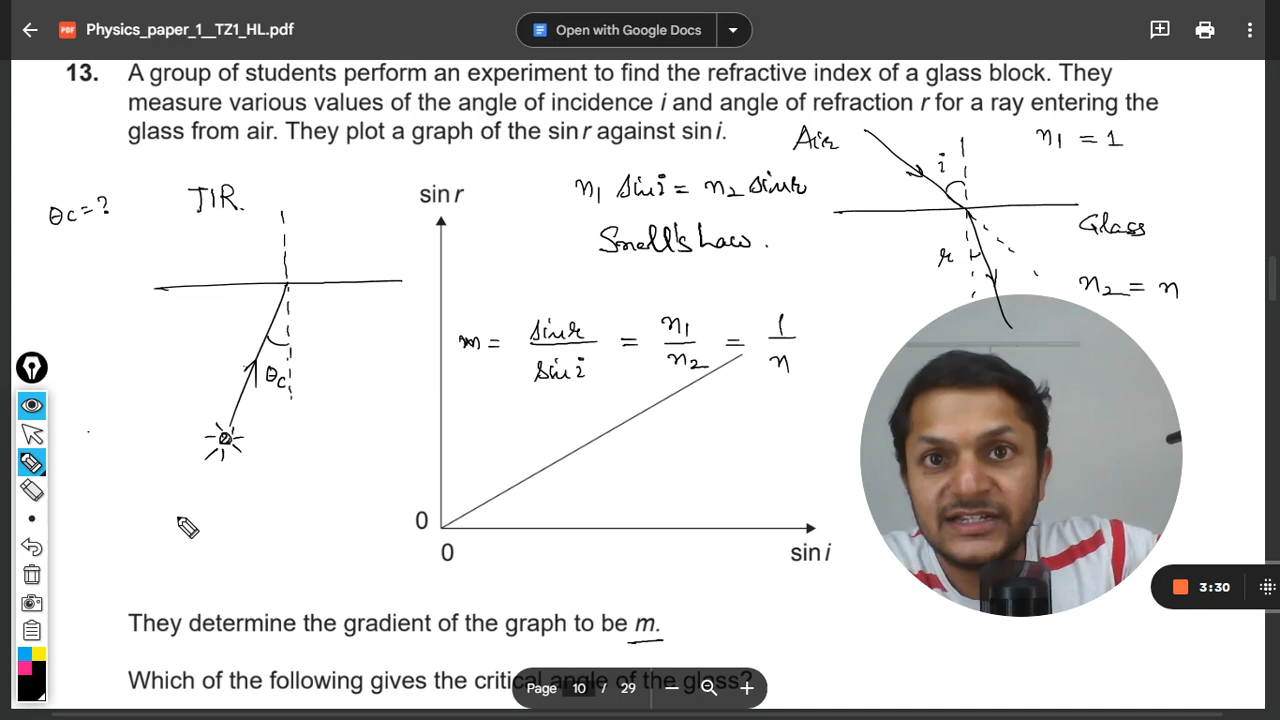 Physics_paper_1__TZ1_HL.pdf
Open with Google Docs
13. A group of students perform an experiment to find the refractive index of a glass block. They
measure various values of the angle of incidence i and angle of refraction r for a ray entering the
glass from air. They plot a graph of the sin r against sin i.
Air
n₁ = 1
i
θc = ?
TIR.
sin r
n₁ sin i = n₂ sin r
Snell's Law.
Glass
r
n₂ = n
m = sin r / sin i = n₁ / n₂ = 1 / n
θc
0
0
sin i
3:30
They determine the gradient of the graph to be m.
Which of the following gives the critical angle of the glass?
Page 10 / 29